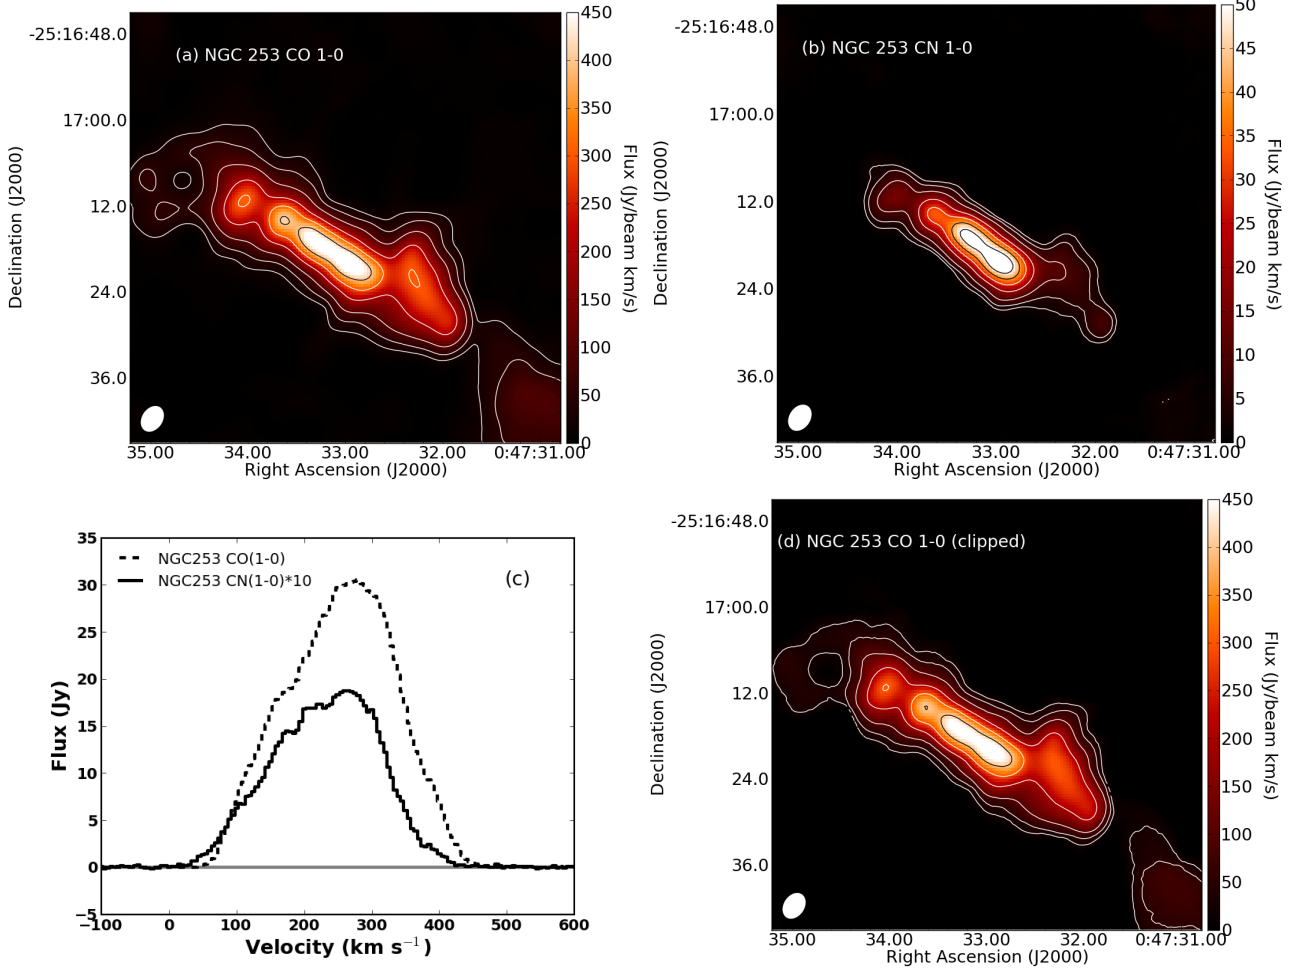 (a) NGC 253 CO 1-0
-25:16:48.0
17:00.0
12.0
24.0
36.0
Declination (J2000)
35.00 34.00 33.00 32.00 0:47:31.00
Right Ascension (J2000)
450
400
350
300
250
200
150
100
50
0
Flux (Jy/beam km/s)
(b) NGC 253 CN 1-0
-25:16:48.0
17:00.0
12.0
24.0
36.0
Declination (J2000)
35.00 34.00 33.00 32.00 0:47:31.00
Right Ascension (J2000)
50
45
40
35
30
25
20
15
10
5
0
Flux (Jy/beam km/s)
NGC253 CO(1-0)
NGC253 CN(1-0)*10
(c)
35
30
25
20
15
10
5
0
−5
Flux (Jy)
−100 0 100 200 300 400 500 600
Velocity (km s⁻¹)
(d) NGC 253 CO 1-0 (clipped)
-25:16:48.0
17:00.0
12.0
24.0
36.0
Declination (J2000)
35.00 34.00 33.00 32.00 0:47:31.00
Right Ascension (J2000)
450
400
350
300
250
200
150
100
50
0
Flux (Jy/beam km/s)